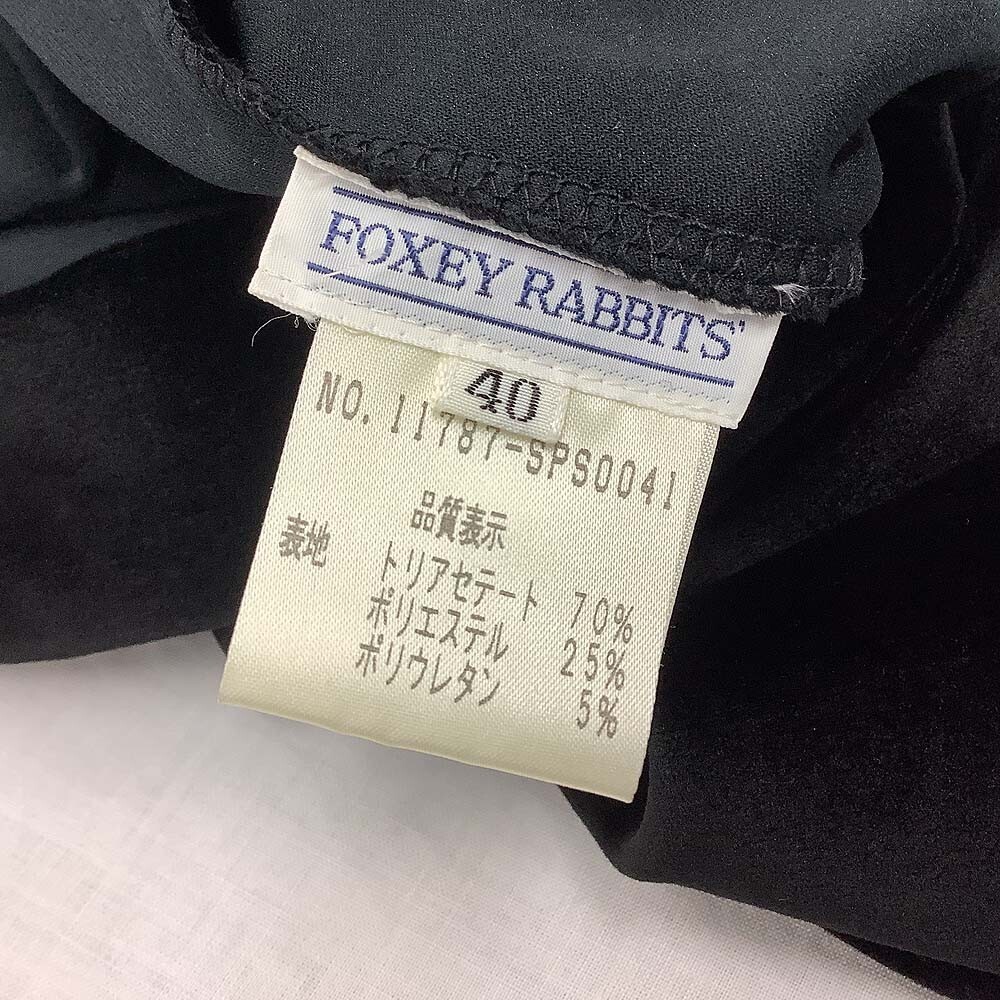 FOXEY RABBITS'
40
NO. 11787-SPS0041
品質表示
表地 トリアセテート 70%
ポリエステル 25%
ポリウレタン 5%